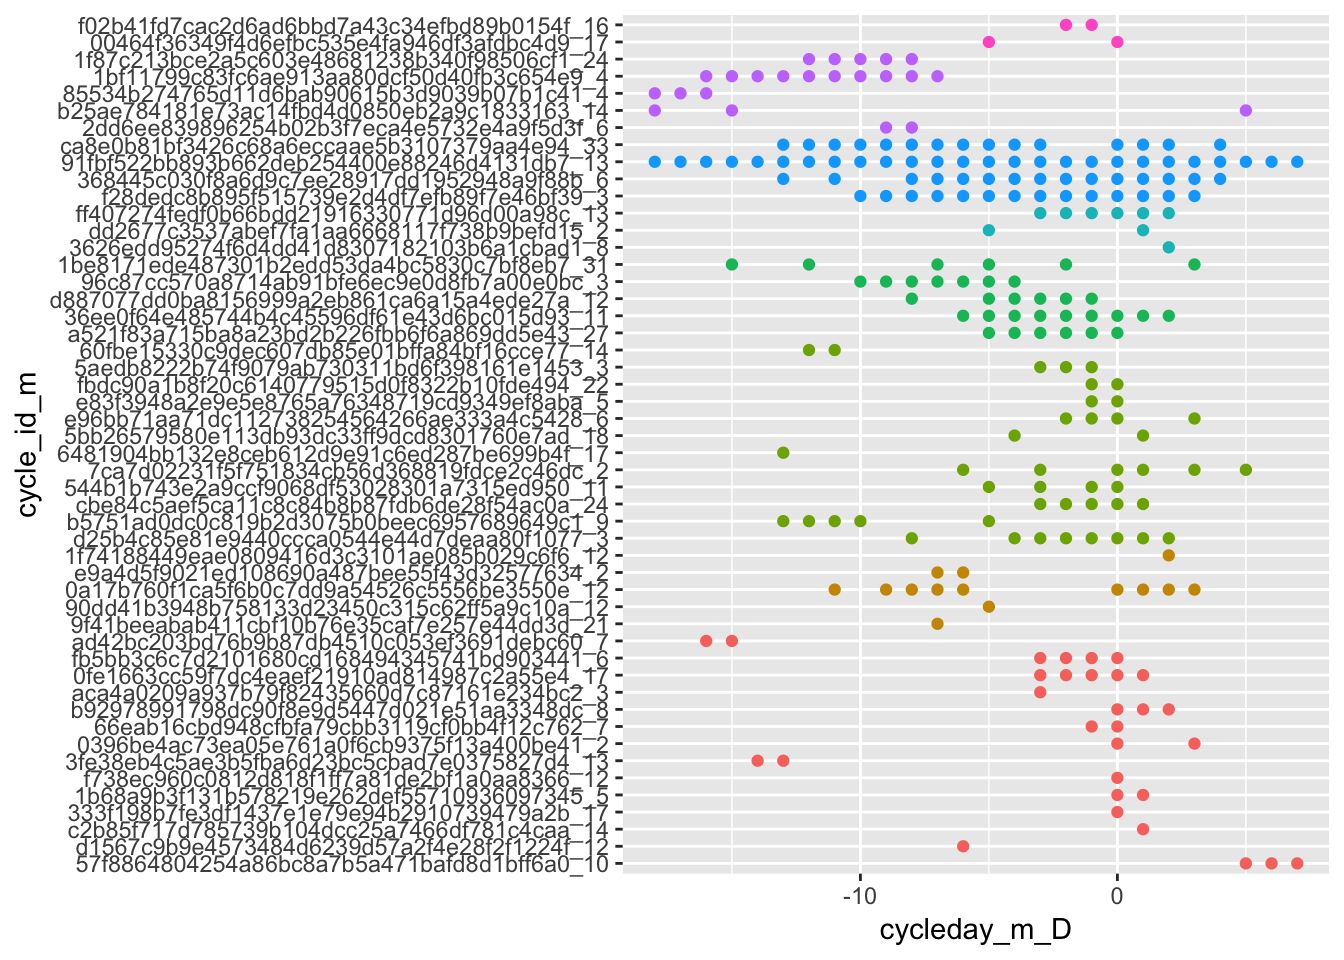 f02b41fd7cac2d6ad6bbd7a43c34efbd89b0154f_16
00464f36349f4d6efbc535e4fa946df3afdbc4d9_17
1f87c213bce2a5c603e48681238b340f98506cf1_24
1bf11799c83fc6ae913aa80dcf50d40fb3c654e9_4
85534b274765d11d6bab90615b3d9039b07b1c41_4
b25ae784181e73ac14fbd4d0850eb2a9c1833163_14
2dd6ee839896254b02b3f7eca4e5732e4a9f5d3f_6
ca8e0b81bf3426c68a6eccaae5b3107379aa4e94_33
91fbf522bb893b662deb254400e88246d4131db7_13
368445c030f8a6d9c7ee28917dd1952948a9f88b_6
f28dedc8b895f515739e2d4df7efb89f7e46bf39_3
ff407274fedf0b66bdd21916330771d96d00a98c_13
dd2677c3537abef7fa1aa6668117f738b9befd15_2
3626edd95274f6d4dd41d8307182103b6a1cbad1_8
1be8171ede487301b2edd53da4bc5830c7bf8eb7_31
96c87cc570a8714ab91bfe6ec9e0d8fb7a00e0bc_3
d887077dd0ba8156999a2eb861ca6a15a4ede27a_12
36ee0f64e485744b4c45596df61e43d6bc015d93_11
a521f83a715ba8a23bd2b226fbb6f6a869dd5e43_27
60fbe15330c9dec607db85e01bffa84bf16cce77_14
5aedb8222b74f9079ab730311bd6f398161e1453_3
fbdc90a1b8f20c6140779515d0f8322b10fde494_22
e83f3948a2e9e5e8765a76348719cd9349ef8aba_5
e96bb71aa71dc112738254564266ae333a4c5428_6
5bb26579580e113db93dc33ff9dcd8301760e7ad_18
6481904bb132e8ceb612d9e91c6ed287be699b4f_17
7ca7d02231f5f751834cb56d368819fdce2c46dc_2
544b1b743e2a9ccf9068df53028301a7315ed950_11
cbe84c5aef5ca11c8c84b8b87fdb6de28f54ac0a_24
b5751ad0dc0c819b2d3075b0beec6957689649c1_9
d25b4c85e81e9440ccca0544e44d7deaa80f1077_3
1f74188449eae0809416d3c3101ae085b029c6f6_12
e9a4d5f9021ed108690a487bee55f43d32577634_2
0a17b760f1ca5f6b0c7dd9a54526c5556be3550e_12
90dd41b3948b758133d23450c315c62ff5a9c10a_12
9f41beeabab411cbf10b76e35caf7e257e44dd3d_21
ad42bc203bd76b9b87db4510c053ef3691debc60_7
fb5bb3c6c7d2101680cd168494345741bd903441_6
0fe1663cc59f7dc4eaef21910ad814987c2a55e4_17
aca4a0209a937b79f82435660d7c87161e234bc2_3
b92978991798dc90f8e9d5447d021e51aa3348dc_8
66eab16cbd948cfbfa79cbb3119cf0bb4f12c762_7
0396be4ac73ea05e761a0f6cb9375f13a400be41_2
3fe38eb4c5ae3b5fba6d23bc5cbad7e0375827d4_13
f738ec960c0812d818f1ff7a81de2bf1a0aa8366_12
1b68a9b3f131b578219e262def55710936097345_5
333f198b7fe3df1437e1e79e94b2910739479a2b_17
c2b85f717d785739b104dcc25a7466df781c4caa_14
d1567c9b9e4573484d6239d57a2f4e28f2f1224f_12
57f8864804254a86bc8a7b5a471bafd8d1bff6a0_10
cycle_id_m
-10 0
cycleday_m_D